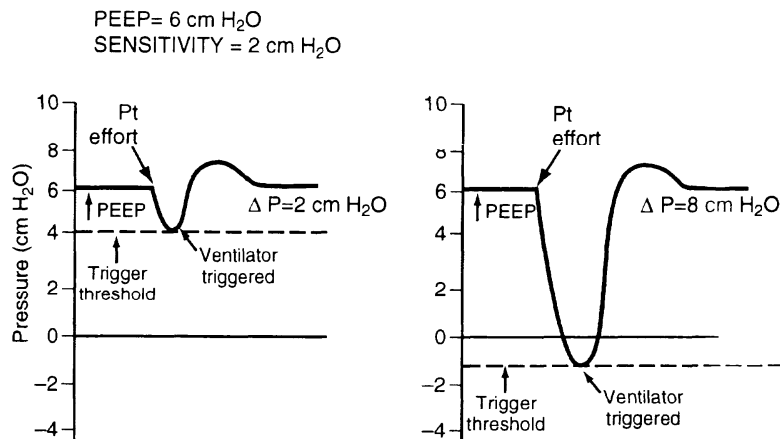 PEEP= 6 cm H₂O
SENSITIVITY = 2 cm H₂O
Pressure (cm H₂O)
10
8
6
4
2
0
−2
−4
Pt
effort
PEEP
Δ P=2 cm H₂O
Trigger
threshold
Ventilator
triggered
10
8
6
4
2
0
−2
−4
Pt
effort
PEEP
Δ P=8 cm H₂O
Trigger
threshold
Ventilator
triggered